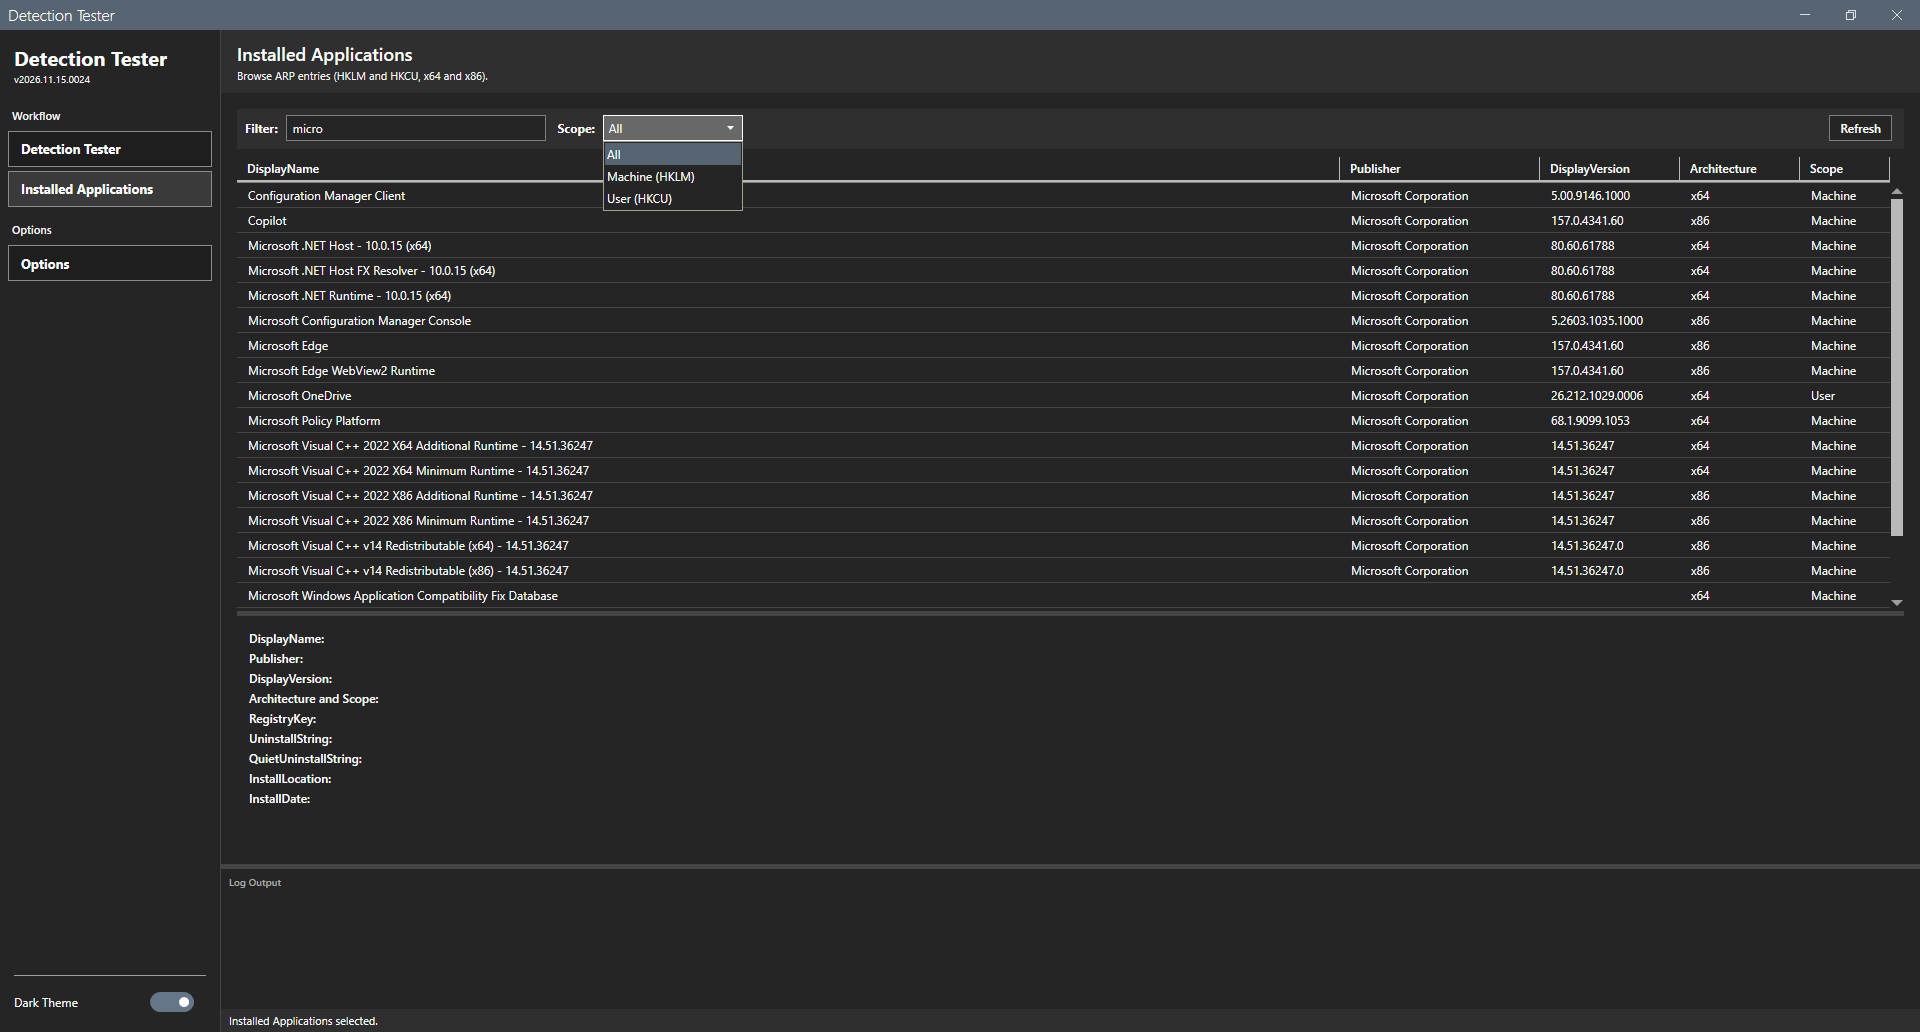 Detection Tester
Detection Tester
v2026.11.15.0024
Workflow
Detection Tester
Installed Applications
Options
Options
Dark Theme
Installed Applications
Browse ARP entries (HKLM and HKCU, x64 and x86).
Filter: micro Scope: All Refresh
All
Machine (HKLM)
User (HKCU)
DisplayName Publisher DisplayVersion Architecture Scope
Configuration Manager Client Microsoft Corporation 5.00.9146.1000 x64 Machine
Copilot Microsoft Corporation 157.0.4341.60 x86 Machine
Microsoft .NET Host - 10.0.15 (x64) Microsoft Corporation 80.60.61788 x64 Machine
Microsoft .NET Host FX Resolver - 10.0.15 (x64) Microsoft Corporation 80.60.61788 x64 Machine
Microsoft .NET Runtime - 10.0.15 (x64) Microsoft Corporation 80.60.61788 x64 Machine
Microsoft Configuration Manager Console Microsoft Corporation 5.2603.1035.1000 x86 Machine
Microsoft Edge Microsoft Corporation 157.0.4341.60 x86 Machine
Microsoft Edge WebView2 Runtime Microsoft Corporation 157.0.4341.60 x86 Machine
Microsoft OneDrive Microsoft Corporation 26.212.1029.0006 x64 User
Microsoft Policy Platform Microsoft Corporation 68.1.9099.1053 x64 Machine
Microsoft Visual C++ 2022 X64 Additional Runtime - 14.51.36247 Microsoft Corporation 14.51.36247 x64 Machine
Microsoft Visual C++ 2022 X64 Minimum Runtime - 14.51.36247 Microsoft Corporation 14.51.36247 x64 Machine
Microsoft Visual C++ 2022 X86 Additional Runtime - 14.51.36247 Microsoft Corporation 14.51.36247 x86 Machine
Microsoft Visual C++ 2022 X86 Minimum Runtime - 14.51.36247 Microsoft Corporation 14.51.36247 x86 Machine
Microsoft Visual C++ v14 Redistributable (x64) - 14.51.36247 Microsoft Corporation 14.51.36247.0 x86 Machine
Microsoft Visual C++ v14 Redistributable (x86) - 14.51.36247 Microsoft Corporation 14.51.36247.0 x86 Machine
Microsoft Windows Application Compatibility Fix Database x64 Machine
DisplayName:
Publisher:
DisplayVersion:
Architecture and Scope:
RegistryKey:
UninstallString:
QuietUninstallString:
InstallLocation:
InstallDate:
Log Output
Installed Applications selected.